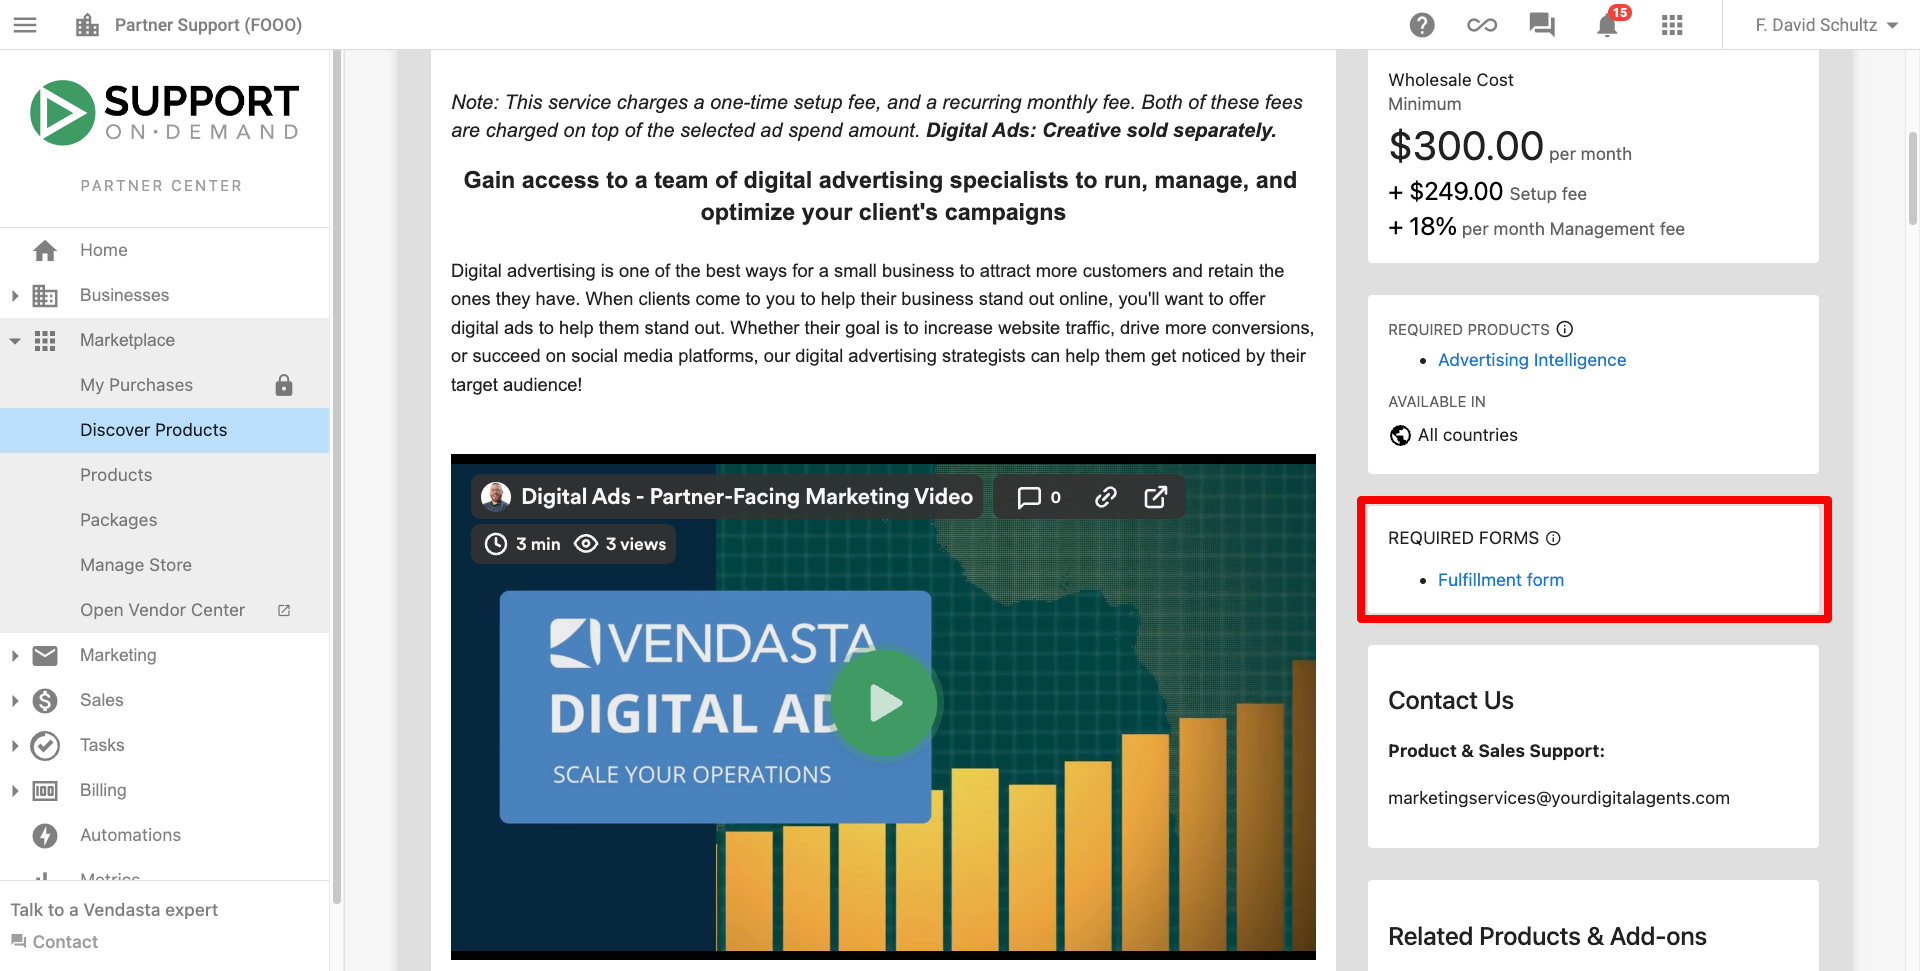 Partner Support (FOOO)
15
F. David Schultz
SUPPORT
ON·DEMAND
PARTNER CENTER
Home
Businesses
Marketplace
My Purchases
Discover Products
Products
Packages
Manage Store
Open Vendor Center
Marketing
Sales
Tasks
Billing
Automations
Metrics
Talk to a Vendasta expert
Contact
Note: This service charges a one-time setup fee, and a recurring monthly fee. Both of these fees
are charged on top of the selected ad spend amount. Digital Ads: Creative sold separately.
Gain access to a team of digital advertising specialists to run, manage, and
optimize your client's campaigns
Digital advertising is one of the best ways for a small business to attract more customers and retain the
ones they have. When clients come to you to help their business stand out online, you'll want to offer
digital ads to help them stand out. Whether their goal is to increase website traffic, drive more conversions,
or succeed on social media platforms, our digital advertising strategists can help them get noticed by their
target audience!
Digital Ads - Partner-Facing Marketing Video
0
3 min 3 views
VENDASTA
DIGITAL AD
SCALE YOUR OPERATIONS
Wholesale Cost
Minimum
$300.00 per month
+ $249.00 Setup fee
+ 18% per month Management fee
REQUIRED PRODUCTS
• Advertising Intelligence
AVAILABLE IN
All countries
REQUIRED FORMS
• Fulfillment form
Contact Us
Product & Sales Support:
marketingservices@yourdigitalagents.com
Related Products & Add-ons